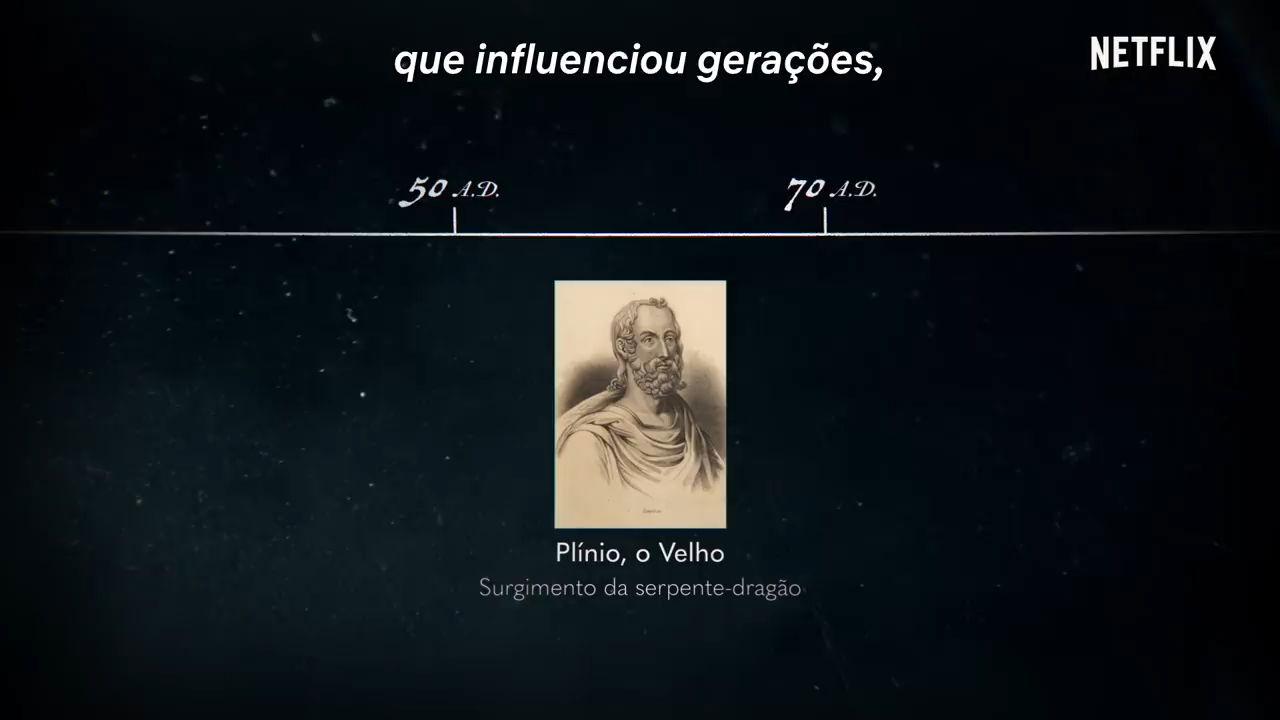 que influenciou gerações,
NETFLIX
50 A.D.
70 A.D.
Plínio, o Velho
Surgimento da serpente-dragão